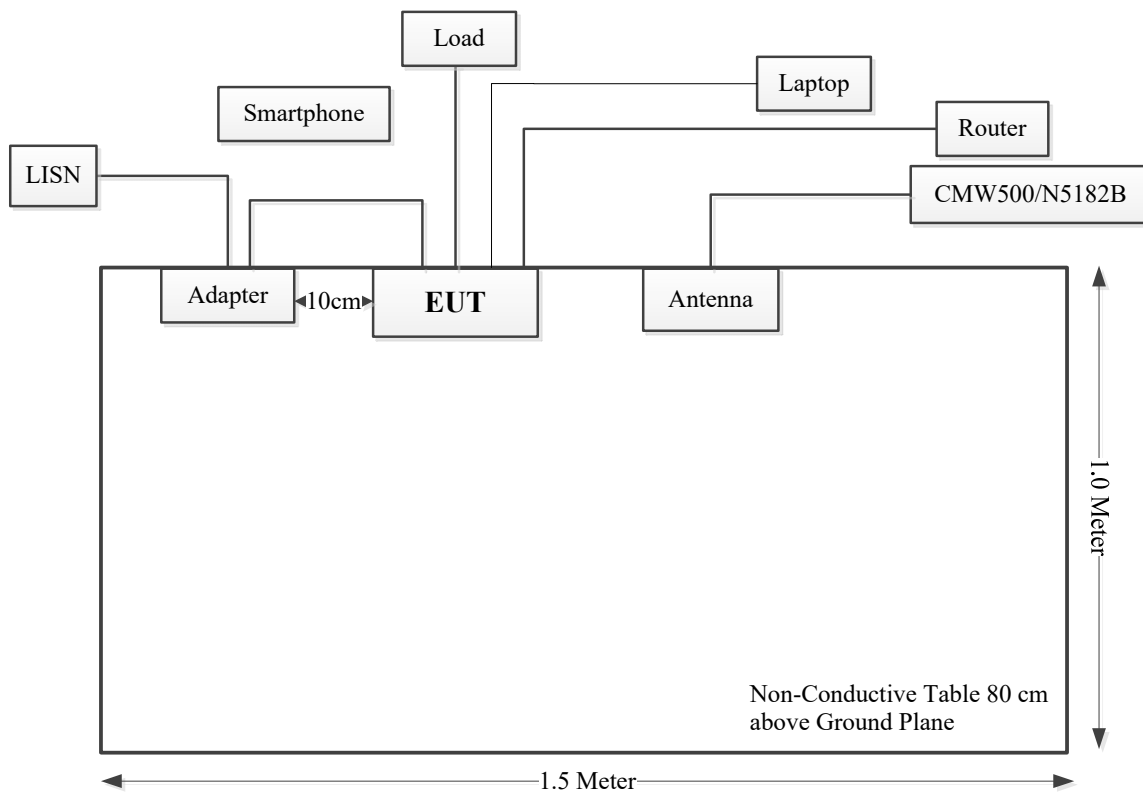 Load
Laptop
Smartphone
Router
LISN
CMW500/N5182B
Adapter
10cm
EUT
Antenna
1.0 Meter
Non-Conductive Table 80 cm
above Ground Plane
1.5 Meter